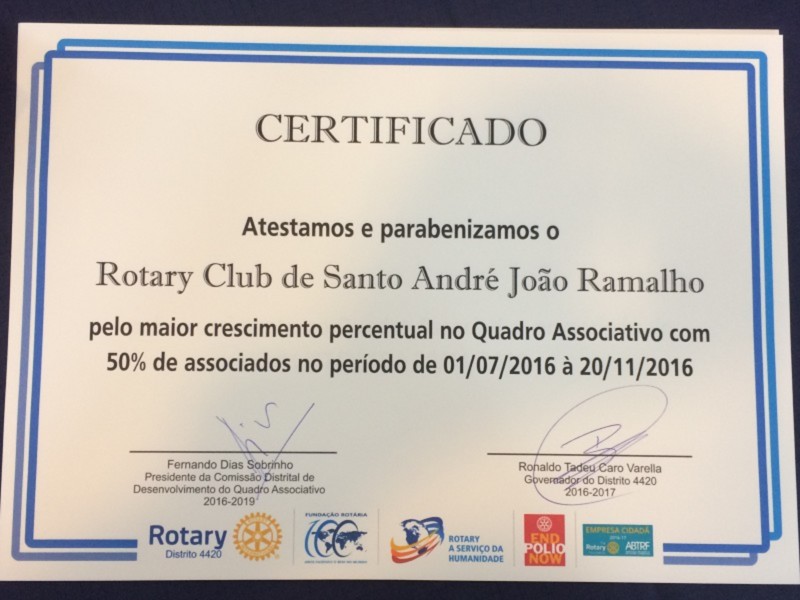 CERTIFICADO
Atestamos e parabenizamos o
Rotary Club de Santo André João Ramalho
pelo maior crescimento percentual no Quadro Associativo com
50% de associados no período de 01/07/2016 à 20/11/2016
Fernando Dias Sobrinho
Presidente da Comissão Distrital de
Desenvolvimento do Quadro Associativo
2016-2019
Ronaldo Tadeu Caro Varella
Governador do Distrito 4420
2016-2017
Rotary
Distrito 4420
FUNDAÇÃO ROTÁRIA
100
ROTARY
A SERVIÇO DA
HUMANIDADE
END
POLIO
NOW
EMPRESA CIDADÃ
Rotary
ABTRF